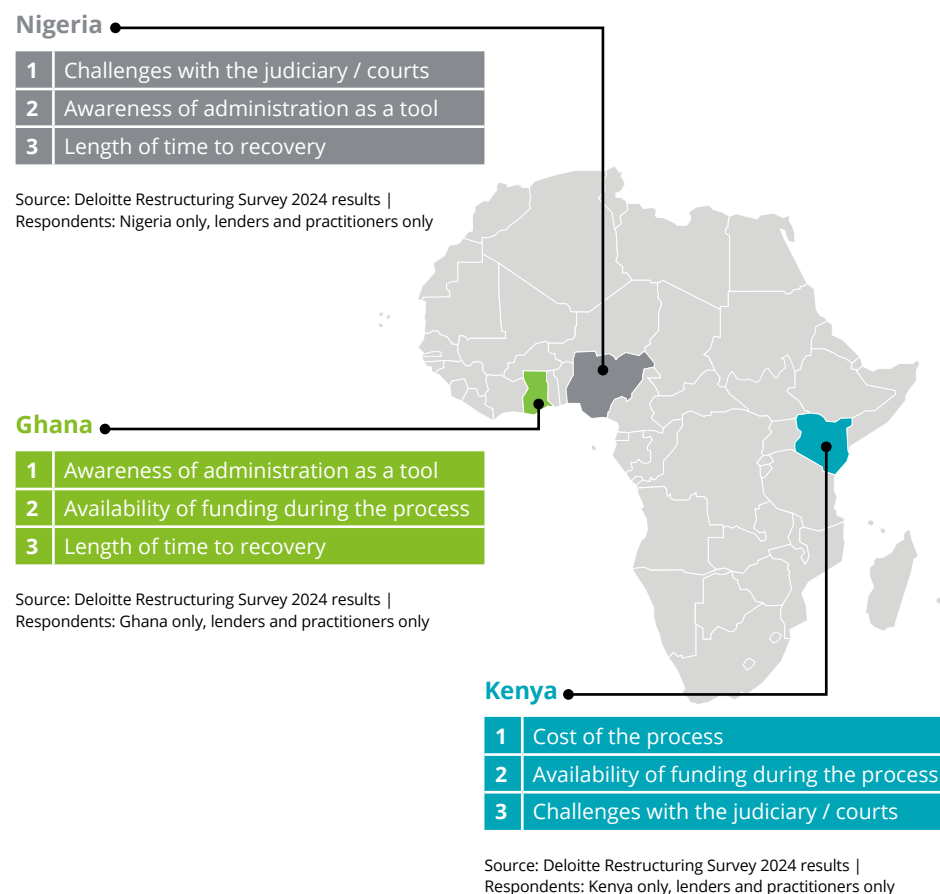 Nigeria
1 Challenges with the judiciary / courts
2 Awareness of administration as a tool
3 Length of time to recovery
Source: Deloitte Restructuring Survey 2024 results |
Respondents: Nigeria only, lenders and practitioners only
Ghana
1 Awareness of administration as a tool
2 Availability of funding during the process
3 Length of time to recovery
Source: Deloitte Restructuring Survey 2024 results |
Respondents: Ghana only, lenders and practitioners only
Kenya
1 Cost of the process
2 Availability of funding during the process
3 Challenges with the judiciary / courts
Source: Deloitte Restructuring Survey 2024 results |
Respondents: Kenya only, lenders and practitioners only